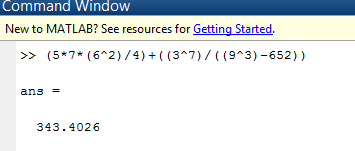 Command Window
New to MATLAB? See resources for Getting Started.
>> (5*7*(6^2)/4)+((3^7)/((9^3)-652))
ans =
343.4026